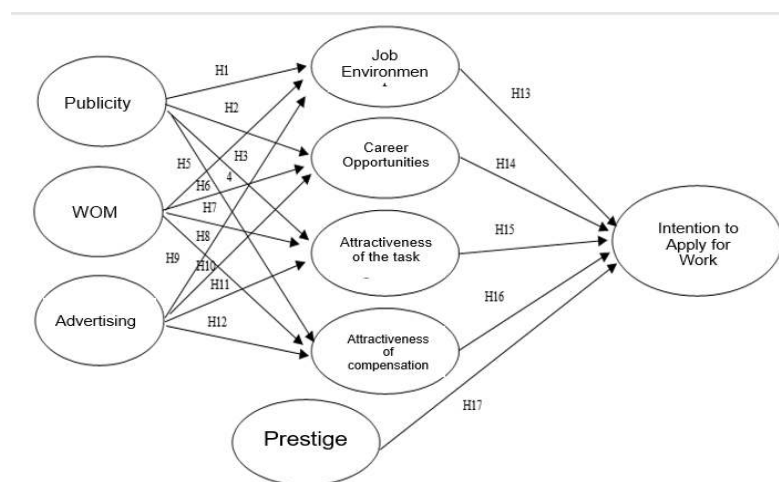 Job
Environmen
H1
H13
Publicity
H2
Career
Opportunities
H3
H14
H5
4
H6
WOM
H7
Intention to
Apply for
Work
H15
Attractiveness
of the task
H8
H9
H10
H11
H16
Advertising
H12
Attractiveness
of
compensation
H17
Prestige